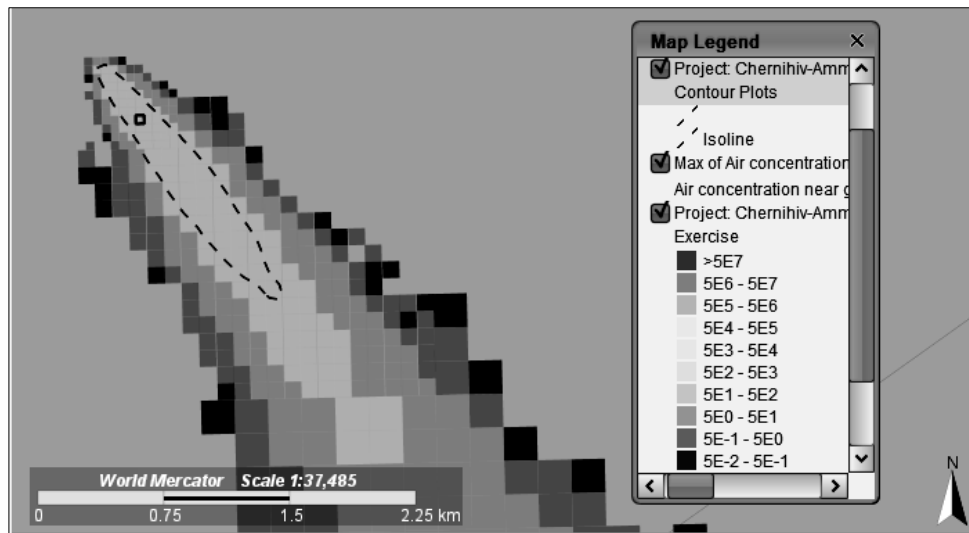 Map Legend
Project: Chernihiv-Amm
Contour Plots
Isoline
Max of Air concentration
Air concentration near g
Project: Chernihiv-Amm
Exercise
>5E7
5E6 - 5E7
5E5 - 5E6
5E4 - 5E5
5E3 - 5E4
5E2 - 5E3
5E1 - 5E2
5E0 - 5E1
5E-1 - 5E0
5E-2 - 5E-1
World Mercator Scale 1:37,485
0 0.75 1.5 2.25 km
N